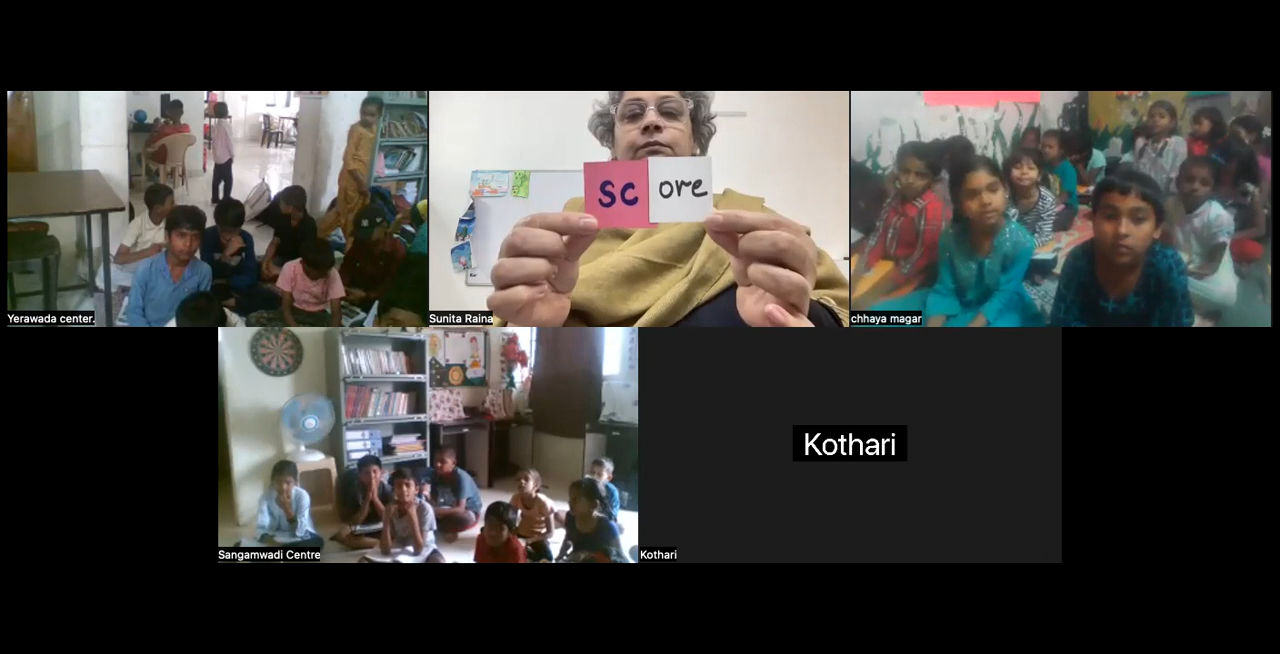 sc ore
Yerawada center.
Sunita Raina
chhaya magar
Kothari
Sangamwadi Centre
Kothari